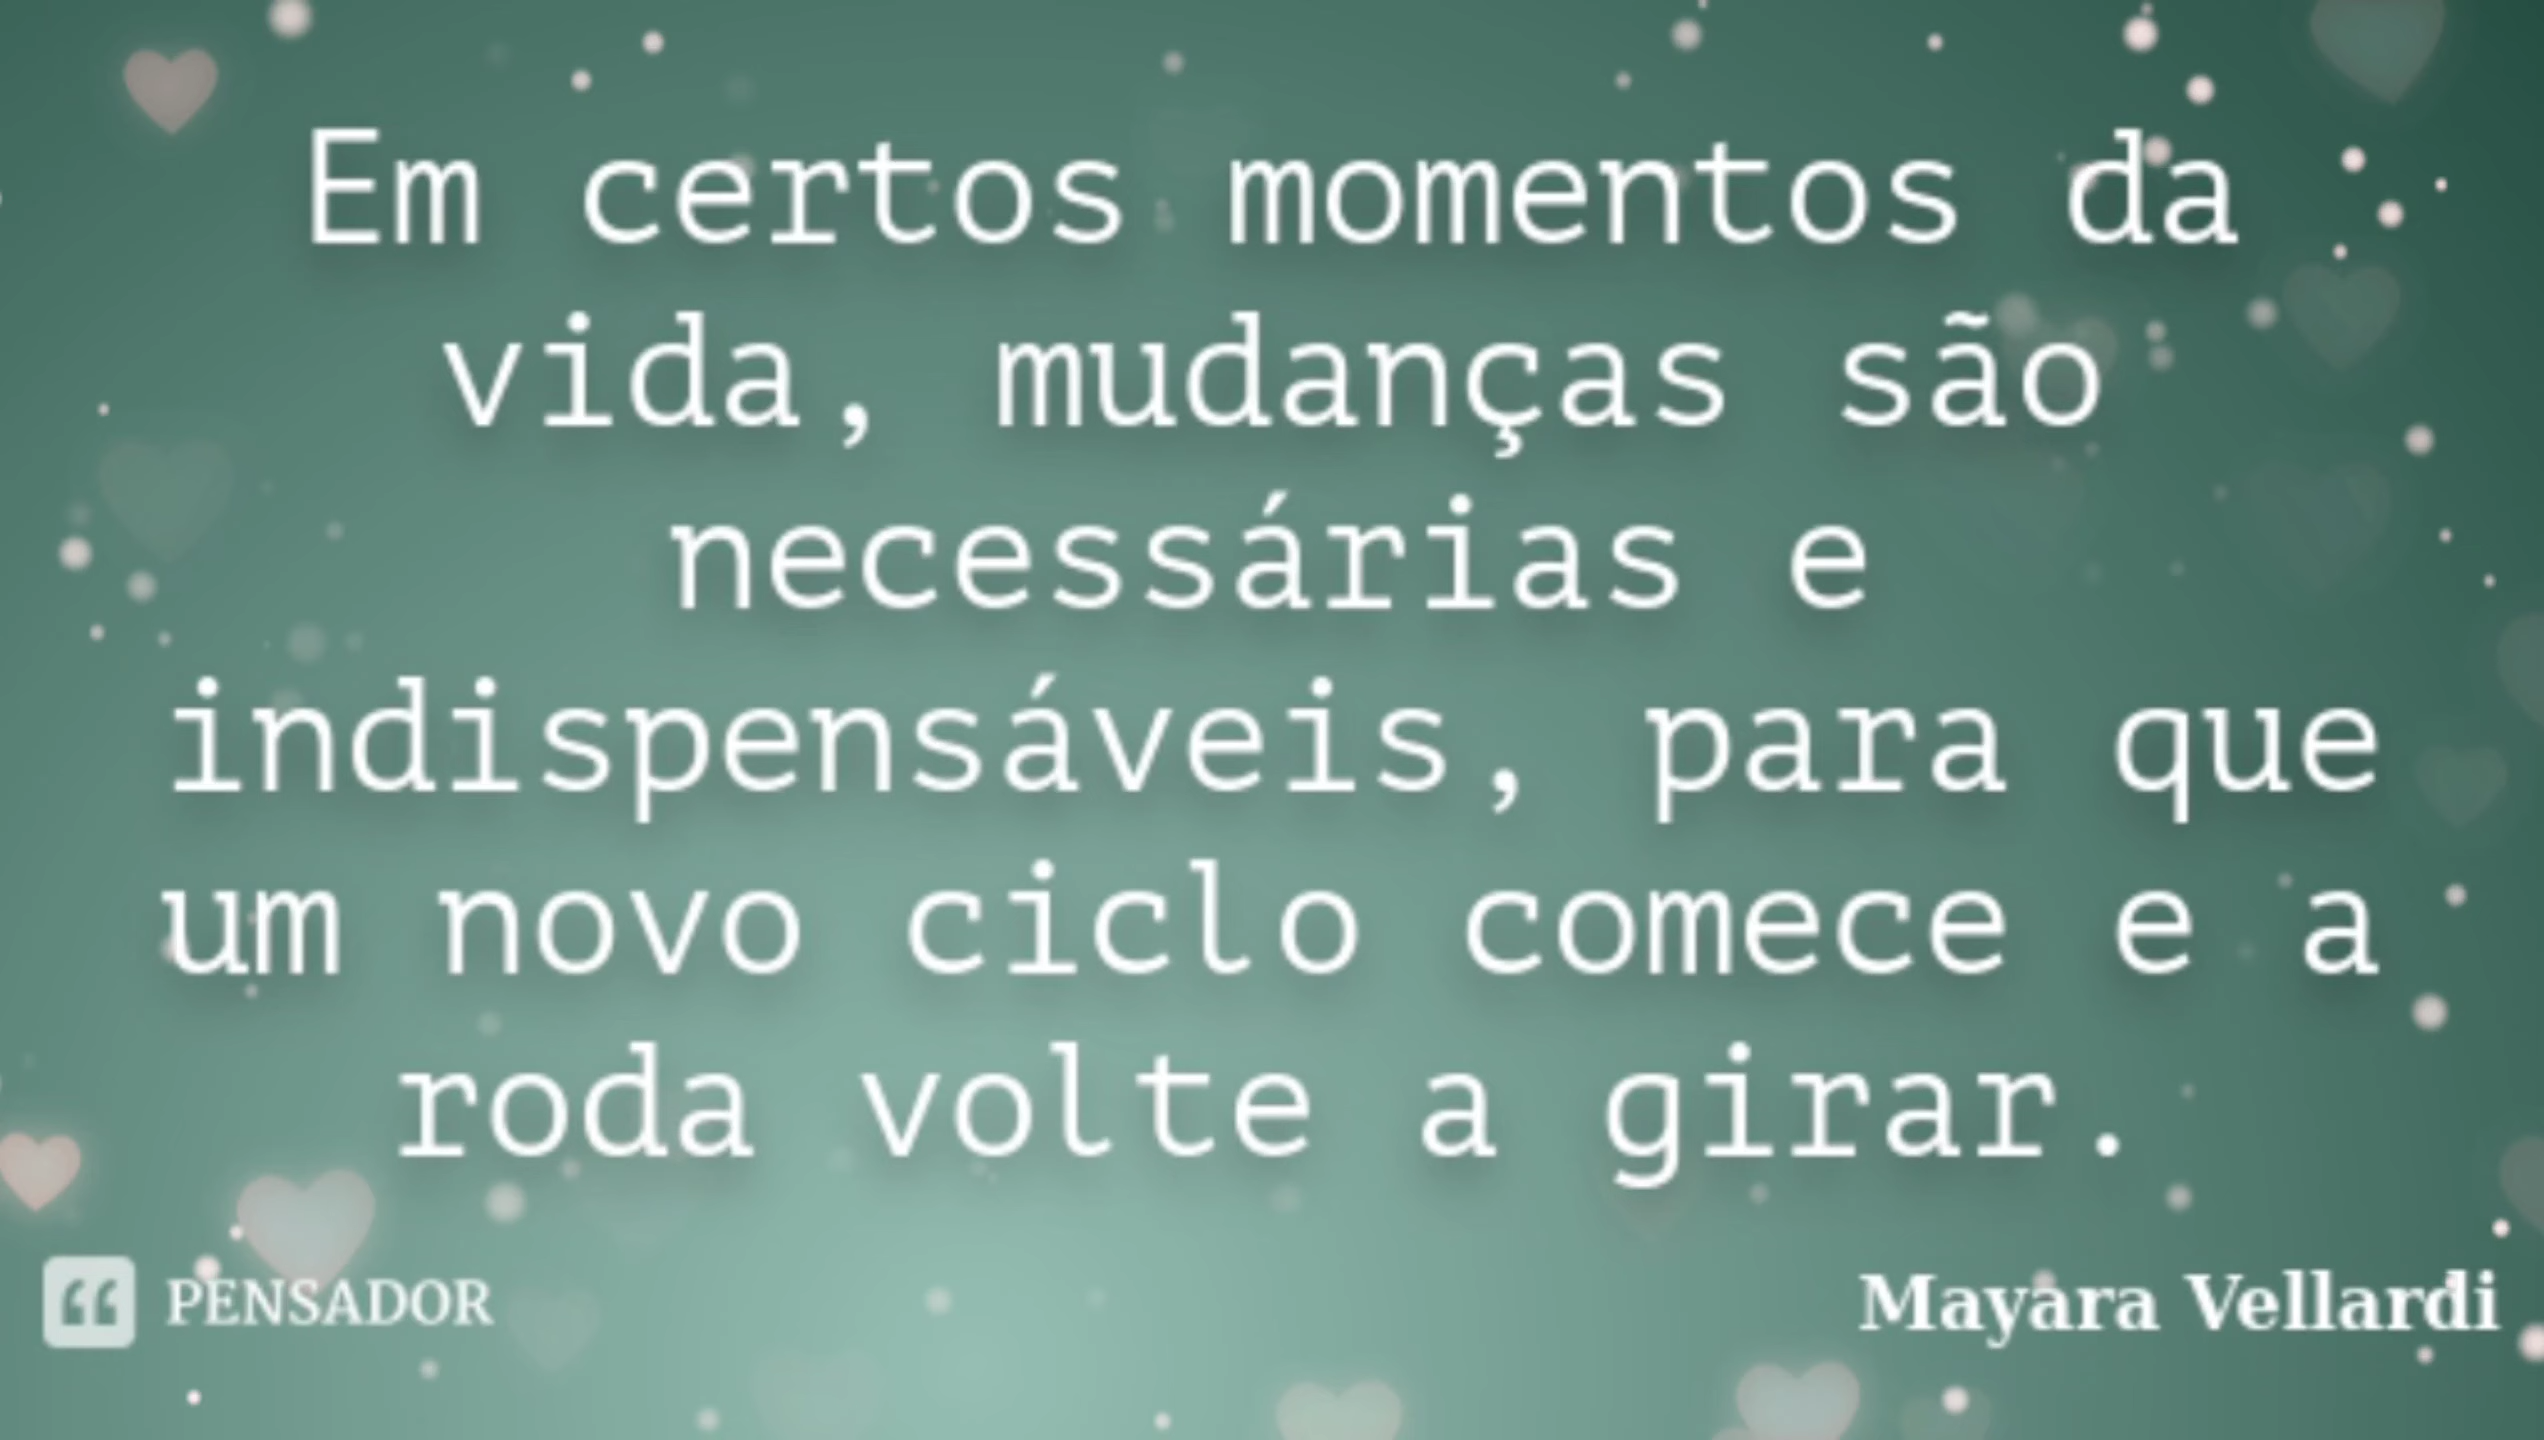 Em certos momentos da
vida, mudanças são
necessárias e
indispensáveis, para que
um novo ciclo comece e a
roda volte a girar.
PENSADOR
Mayara Vellardi